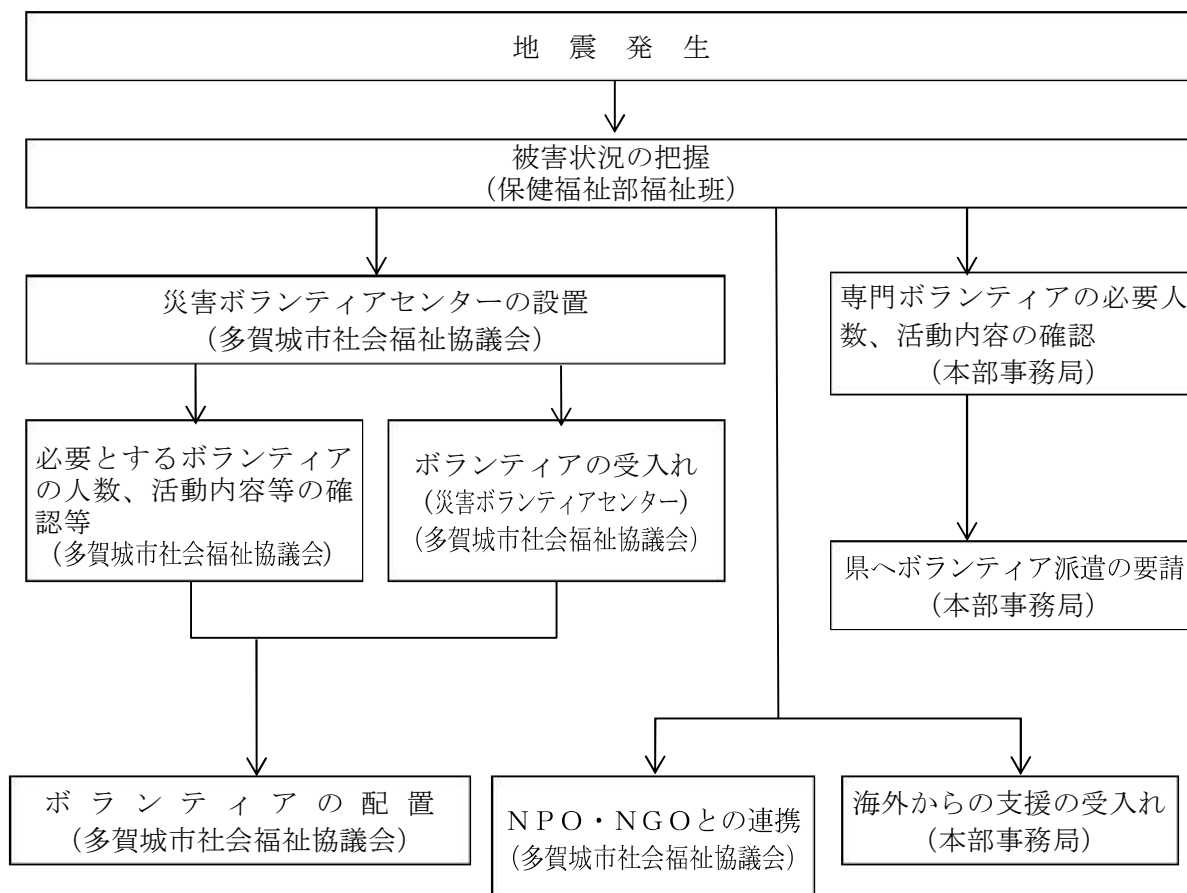 地　震　発　生
被害状況の把握
(保健福祉部福祉班)
災害ボランティアセンターの設置
(多賀城市社会福祉協議会)
専門ボランティアの必要人
数、活動内容の確認
(本部事務局)
必要とするボランティア
の人数、活動内容等の確
認等
(多賀城市社会福祉協議会)
ボランティアの受入れ
(災害ボランティアセンター)
(多賀城市社会福祉協議会)
県へボランティア派遣の要請
(本部事務局)
ボ ラ ン テ ィ ア の 配 置
(多賀城市社会福祉協議会)
ＮＰＯ・ＮＧＯとの連携
(多賀城市社会福祉協議会)
海外からの支援の受入れ
(本部事務局)